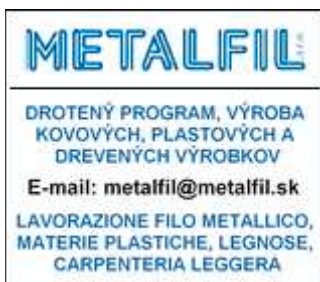 METALFIL s.r.o.
DROTENÝ PROGRAM, VÝROBA
KOVOVÝCH, PLASTOVÝCH A
DREVENÝCH VÝROBKOV
E-mail: metalfil@metalfil.sk
LAVORAZIONE FILO METALLICO,
MATERIE PLASTICHE, LEGNOSE,
CARPENTERIA LEGGERA